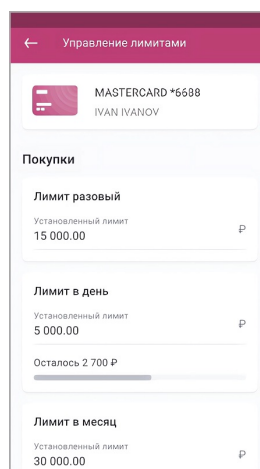 Управление лимитами
MASTERCARD *6688
IVAN IVANOV
Покупки
Лимит разовый
Установленный лимит
15 000.00 ₽
Лимит в день
Установленный лимит
5 000.00 ₽
Осталось 2 700 ₽
Лимит в месяц
Установленный лимит
30 000.00 ₽